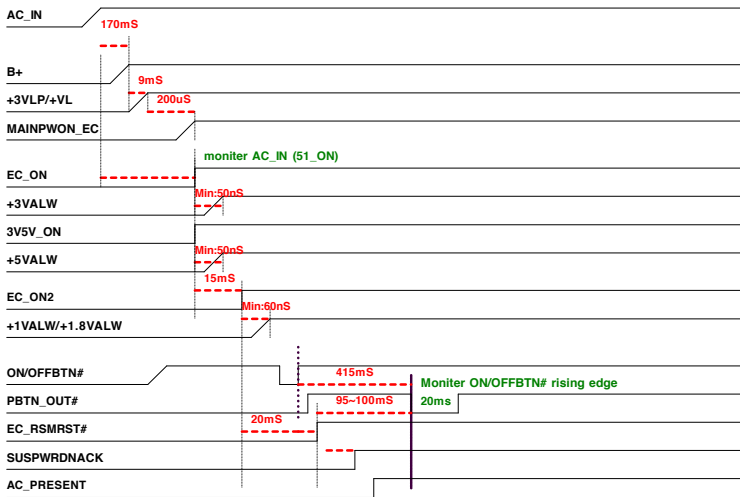 AC_IN
170mS
B+
9mS
+3VLP/+VL
200uS
MAINPWON_EC
moniter AC_IN (51_ON)
EC_ON
Min:50nS
+3VALW
3V5V_ON
Min:50nS
+5VALW
15mS
EC_ON2
Min:60nS
+1VALW/+1.8VALW
ON/OFFBTN#
415mS
Moniter ON/OFFBTN# rising edge
PBTN_OUT#
95~100mS
20ms
20mS
EC_RSMRST#
SUSPWRDNACK
AC_PRESENT